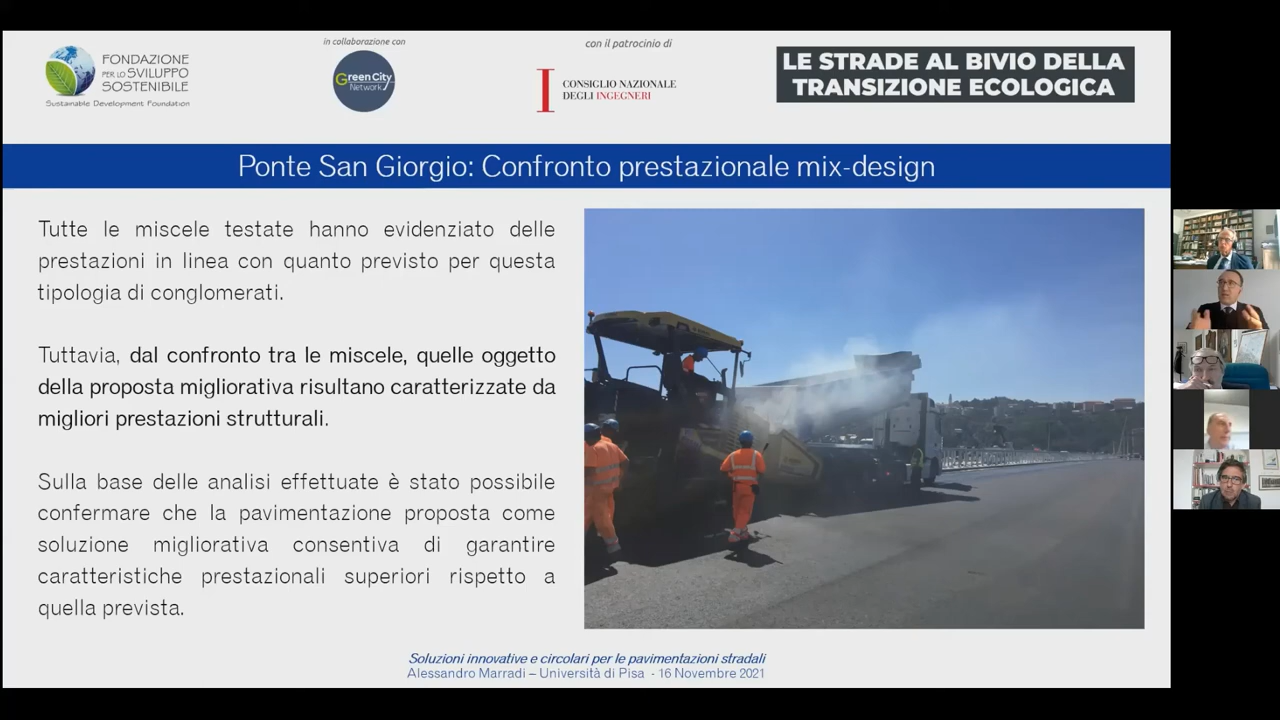 FONDAZIONE
PER LO SVILUPPO
SOSTENIBILE
Sustainable Development Foundation
in collaborazione con
GreenCity
Network
con il patrocinio di
CONSIGLIO NAZIONALE
DEGLI INGEGNERI
LE STRADE AL BIVIO DELLA
TRANSIZIONE ECOLOGICA
Ponte San Giorgio: Confronto prestazionale mix-design
Tutte le miscele testate hanno evidenziato delle
prestazioni in linea con quanto previsto per questa
tipologia di conglomerati.
Tuttavia, dal confronto tra le miscele, quelle oggetto
della proposta migliorativa risultano caratterizzate da
migliori prestazioni strutturali.
Sulla base delle analisi effettuate è stato possibile
confermare che la pavimentazione proposta come
soluzione migliorativa consentiva di garantire
caratteristiche prestazionali superiori rispetto a
quella prevista.
Soluzioni innovative e circolari per le pavimentazioni stradali
Alessandro Marradi – Università di Pisa - 16 Novembre 2021